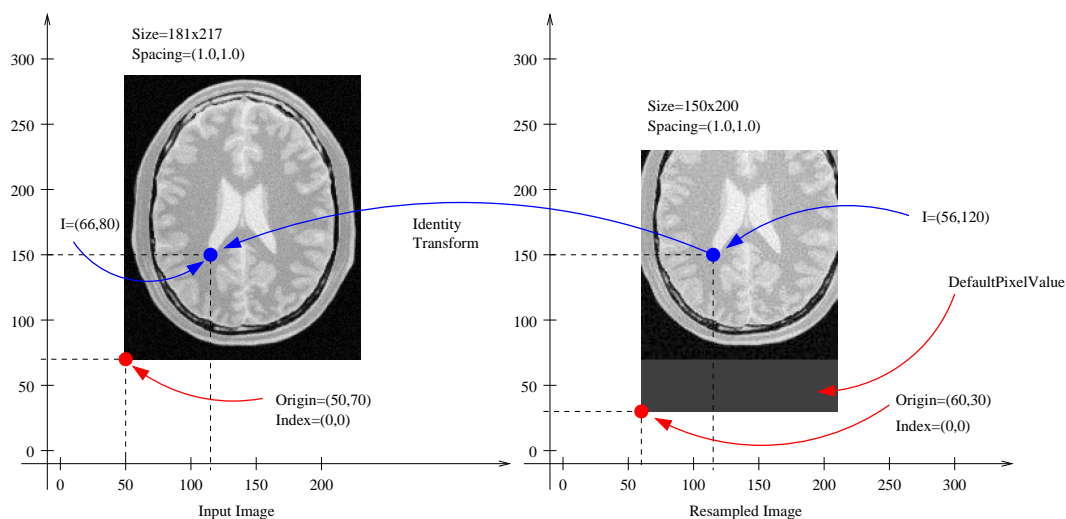 Size=181x217
Spacing=(1.0,1.0)
300
250
200
150
100
50
0
I=(66,80)
Origin=(50,70)
Index=(0,0)
0 50 100 150 200
Input Image
Identity
Transform
Size=150x200
Spacing=(1.0,1.0)
300
250
200
150
100
50
0
I=(56,120)
DefaultPixelValue
Origin=(60,30)
Index=(0,0)
0 50 100 150 200 250 300
Resampled Image